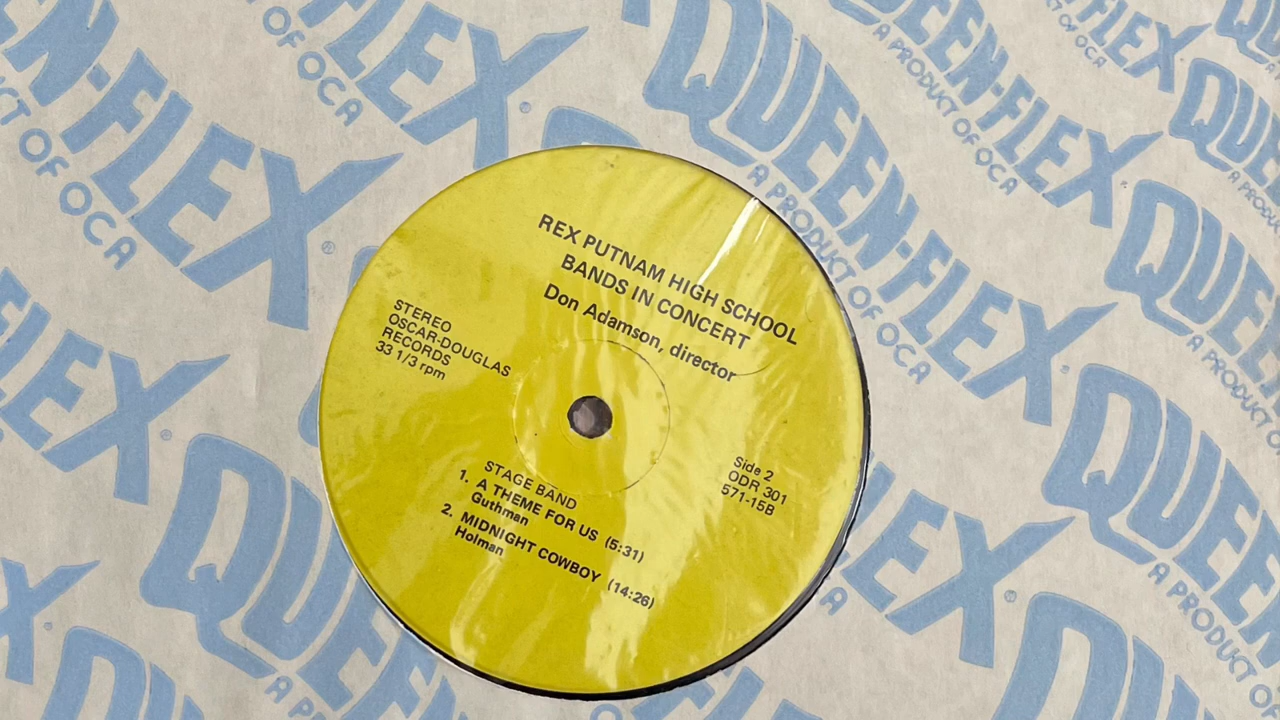 REX PUTNAM HIGH SCHOOL
BANDS IN CONCERT
Don Adamson, director
STEREO
OSCAR-DOUGLAS
RECORDS
33 1/3 rpm
Side 2
ODR 301
571-15B
STAGE BAND
1. A THEME FOR US (5:31)
Guthman
2. MIDNIGHT COWBOY (14:26)
Holman
QUEEN-FLEX®
A PRODUCT OF OCA